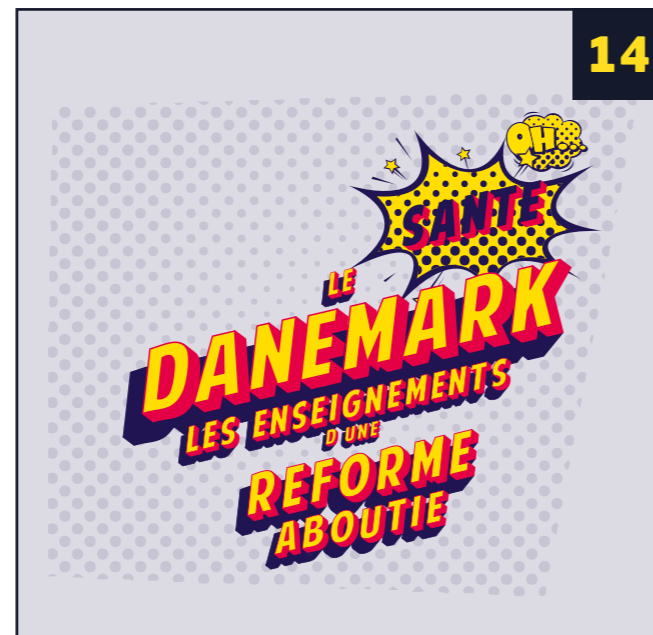 14
OH!
SANTE
LE
DANEMARK
LES ENSEIGNEMENTS
D UNE
REFORME
ABOUTIE